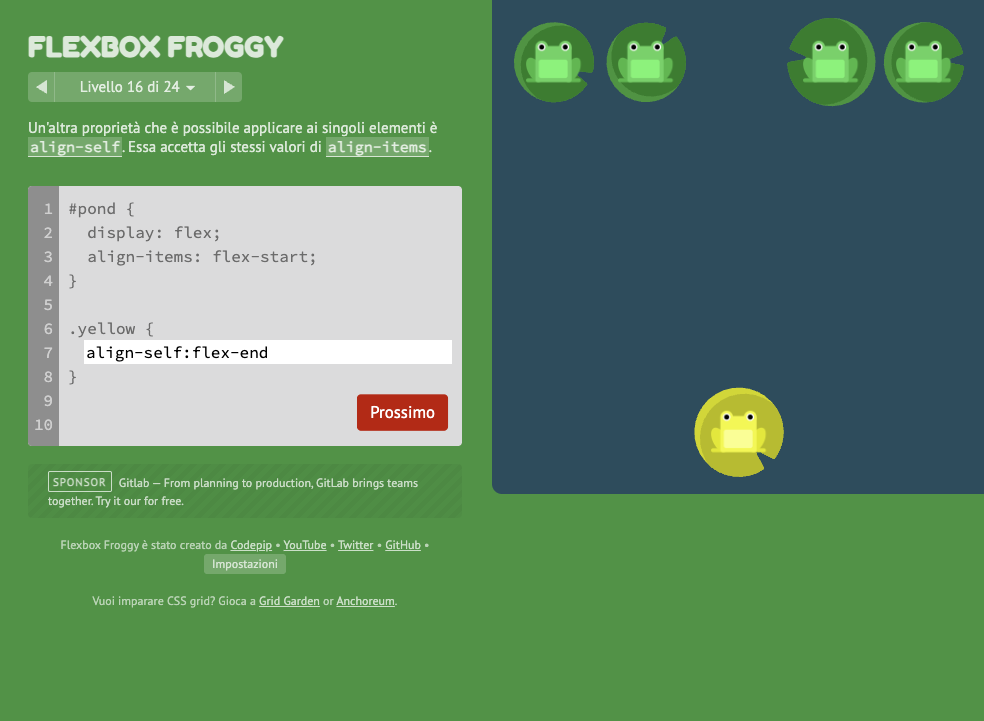 FLEXBOX FROGGY
Livello 16 di 24
Un'altra proprietà che è possibile applicare ai singoli elementi è
align-self. Essa accetta gli stessi valori di align-items.
1 #pond {
2 display: flex;
3 align-items: flex-start;
4 }
5
6 .yellow {
7 align-self:flex-end
8 }
9
10
Prossimo
SPONSOR Gitlab — From planning to production, GitLab brings teams
together. Try it our for free.
Flexbox Froggy è stato creato da Codepip • YouTube • Twitter • GitHub •
Impostazioni
Vuoi imparare CSS grid? Gioca a Grid Garden or Anchoreum.